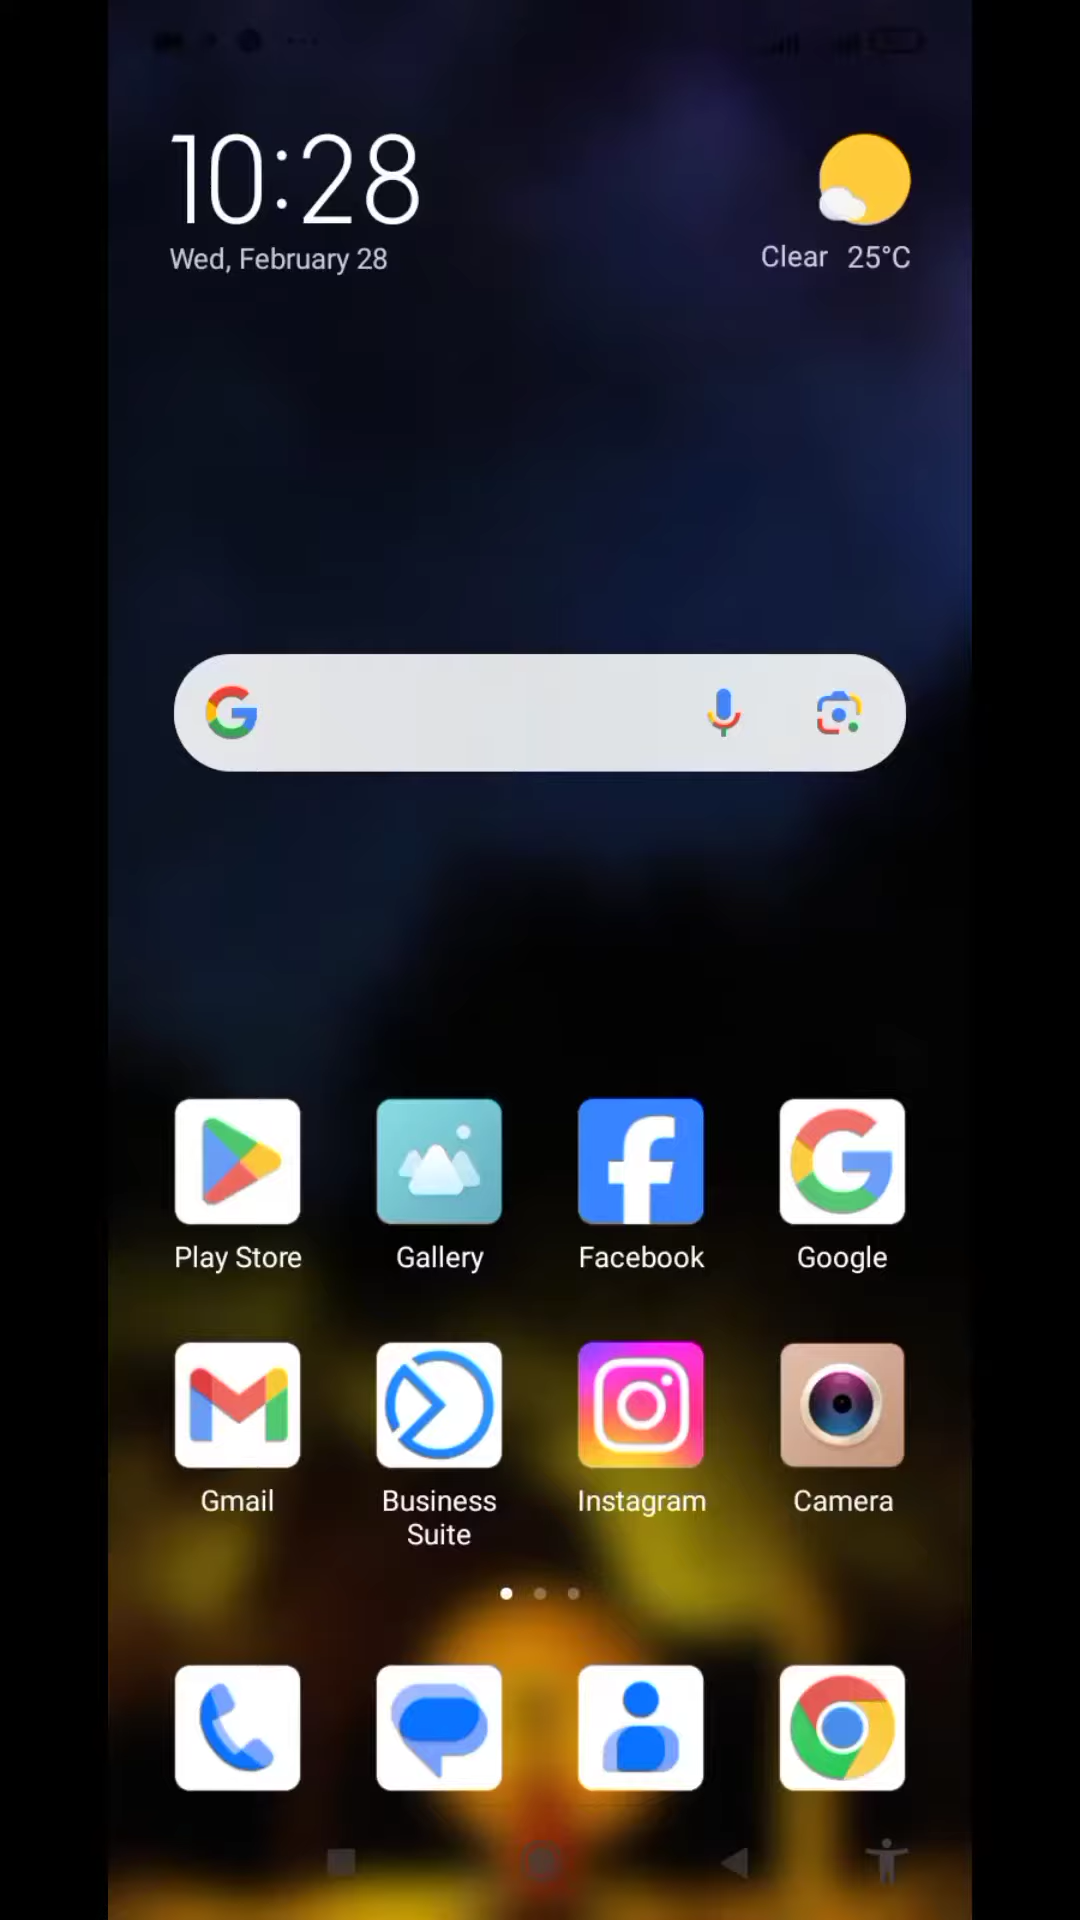 10:28
Wed, February 28
Clear 25°C
Play Store
Gallery
Facebook
Google
Gmail
Business
Suite
Instagram
Camera